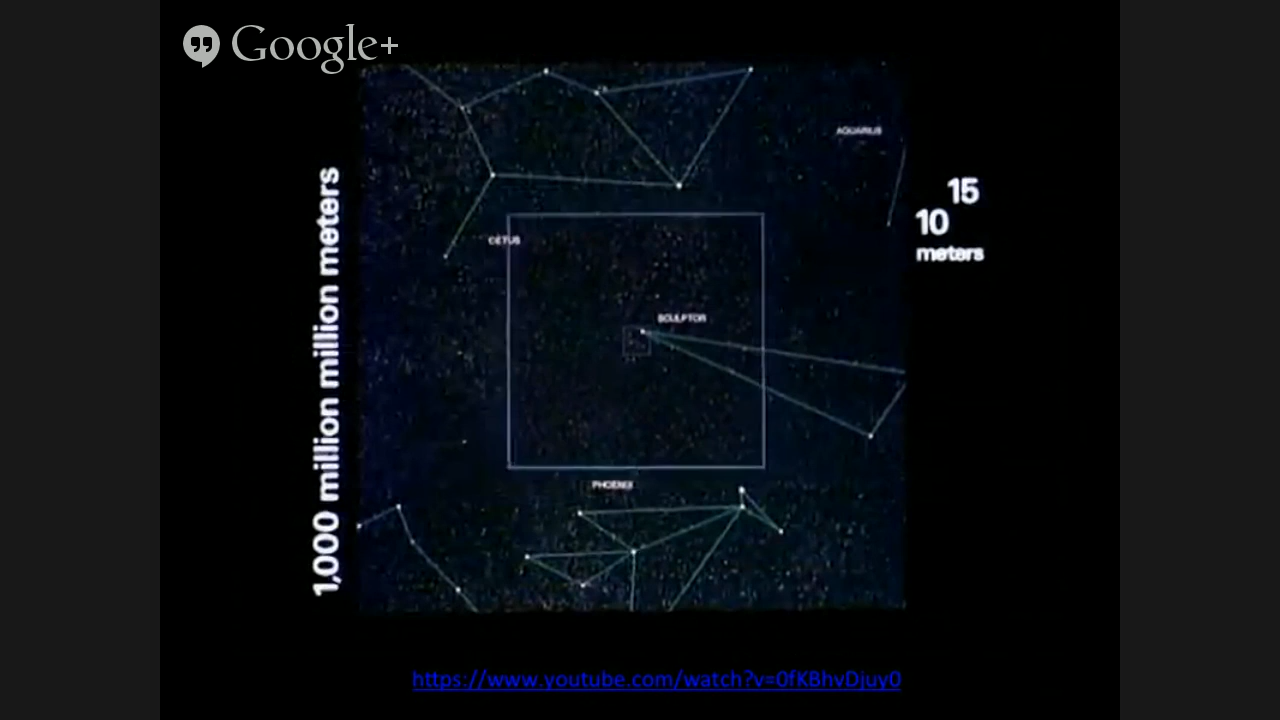 Google+
AQUARIUS
15
10
meters
1,000 million million meters
CETUS
SCULPTOR
PHOENIX
https://www.youtube.com/watch?v=0fKBhvDjuy0